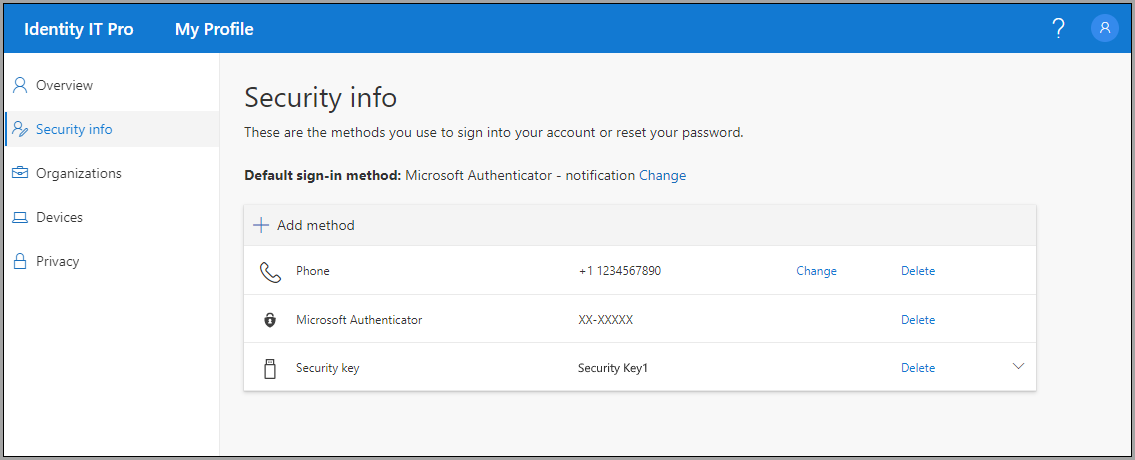 Identity IT Pro My Profile ?
Overview
Security info
Organizations
Devices
Privacy
Security info
These are the methods you use to sign into your account or reset your password.
Default sign-in method: Microsoft Authenticator - notification Change
Add method
Phone +1 1234567890 Change Delete
Microsoft Authenticator XX-XXXXX Delete
Security key Security Key1 Delete